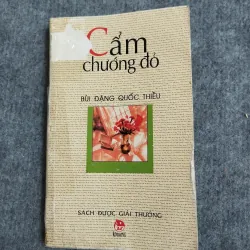 Cẩm
chướng đỏ
BÙI ĐẶNG QUỐC THIỀU
SÁCH ĐƯỢC GIẢI THƯỞNG